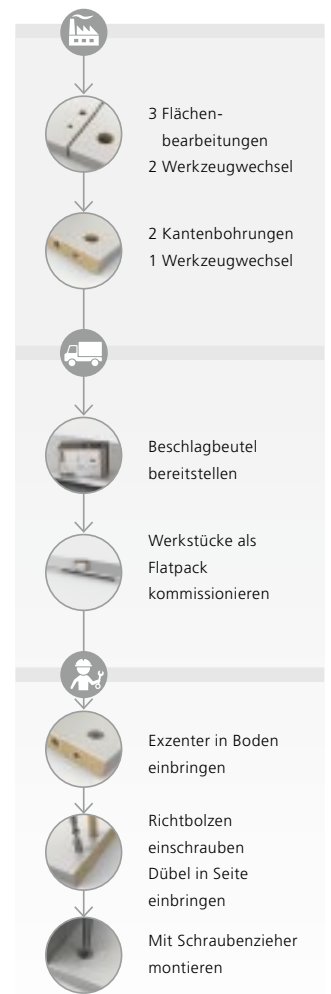 3 Flächen-
bearbeitungen
2 Werkzeugwechsel
2 Kantenbohrungen
1 Werkzeugwechsel
Beschlagbeutel
bereitstellen
Werkstücke als
Flatpack
kommissionieren
Exzenter in Boden
einbringen
Richtbolzen
einschrauben
Dübel in Seite
einbringen
Mit Schraubenzieher
montieren